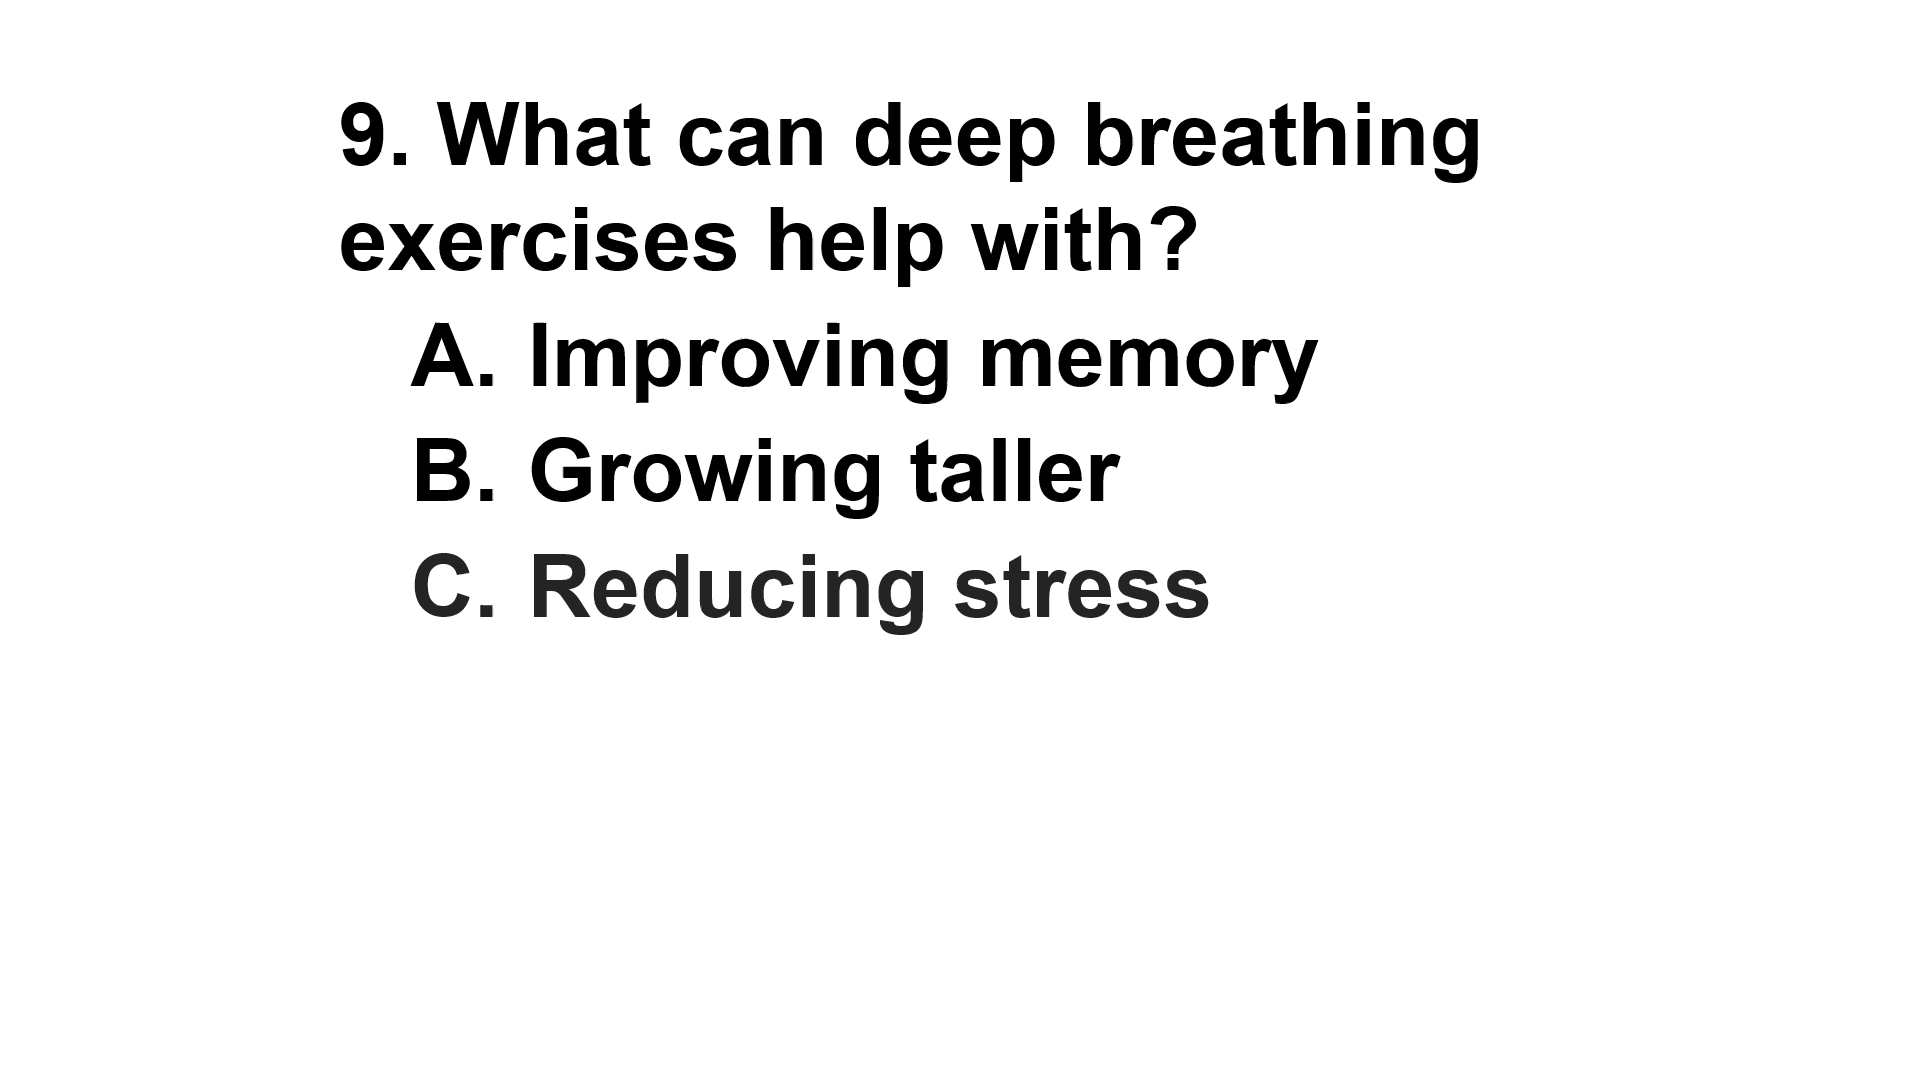 9. What can deep breathing
exercises help with?
A. Improving memory
B. Growing taller
C. Reducing stress